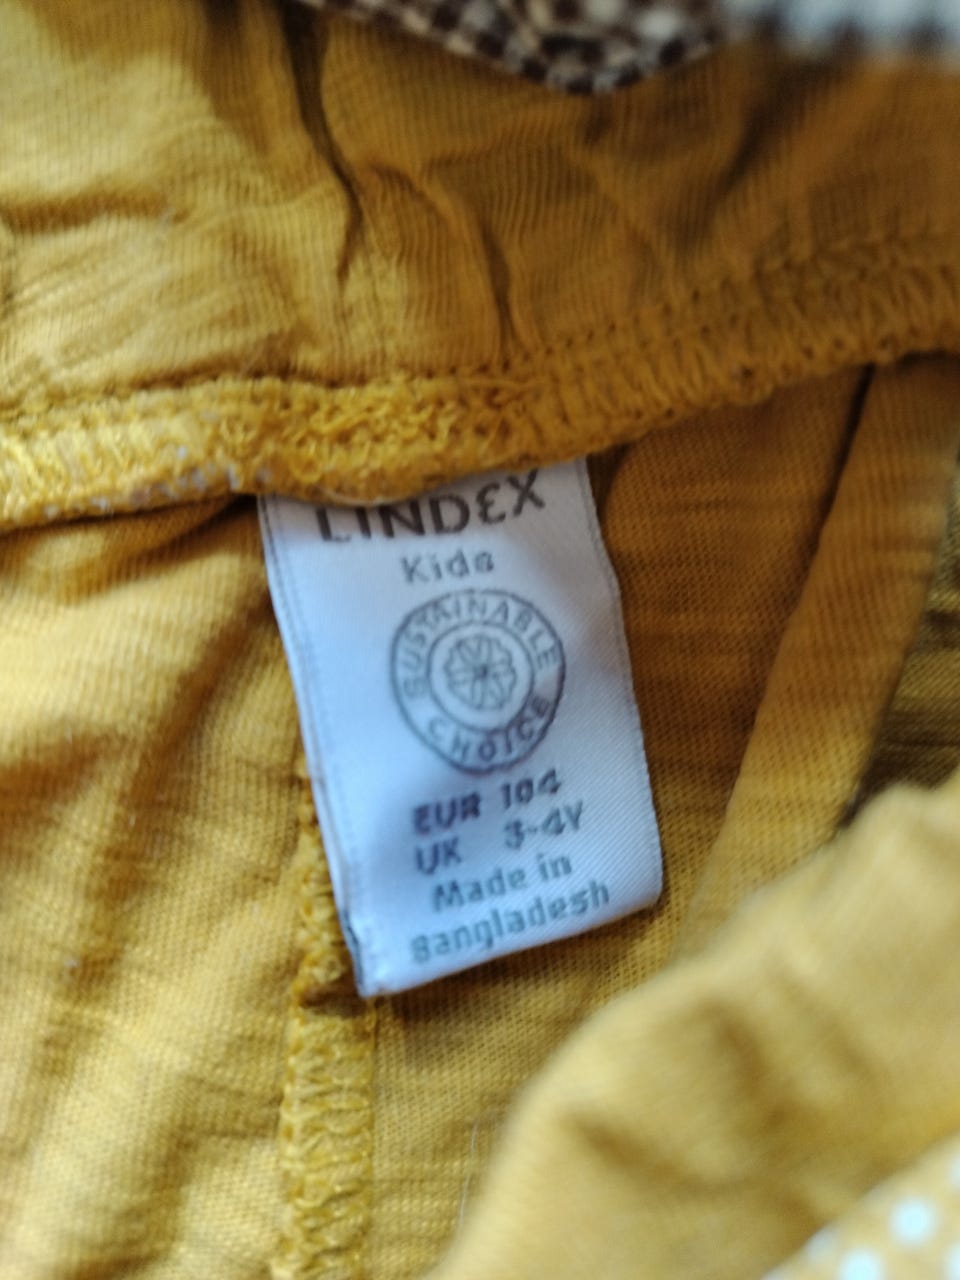 LINDEX
Kids
SUSTAINABLE
CHOICE
EUR 104
UK 3-4Y
Made in
Bangladesh